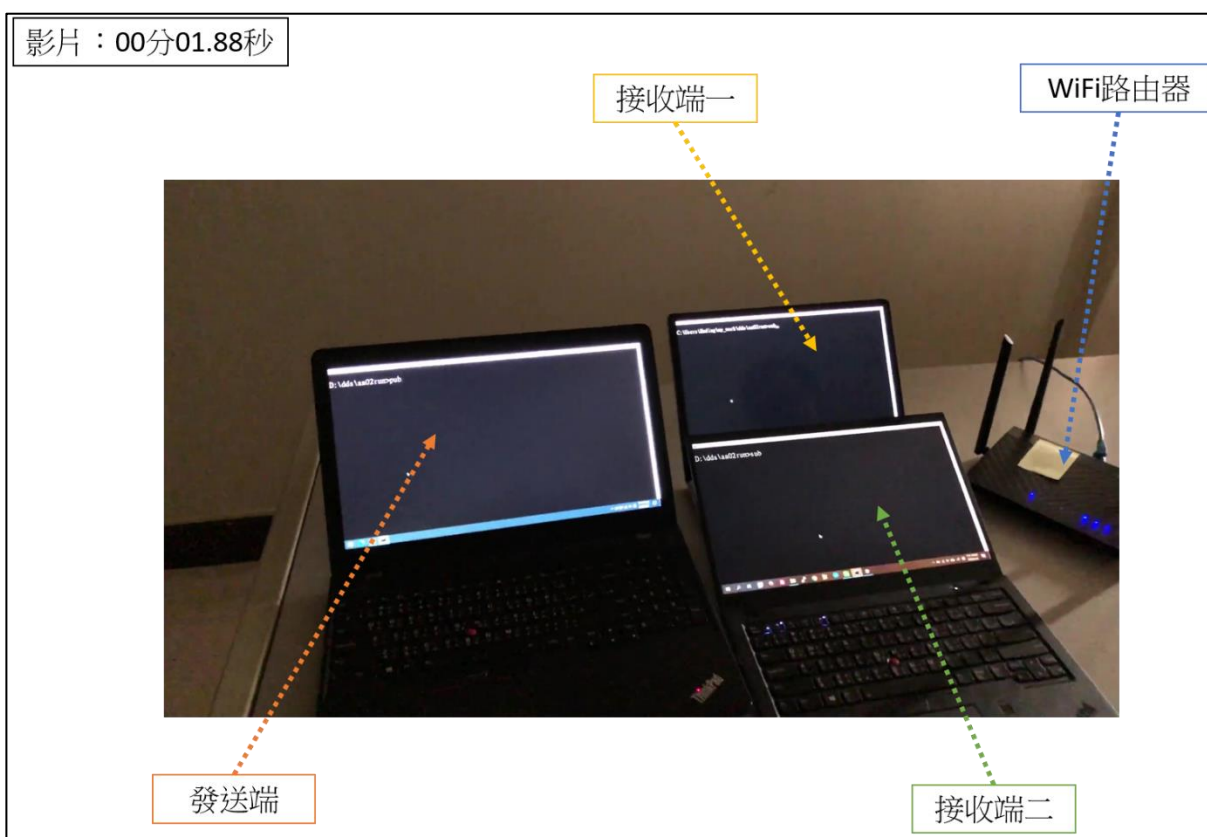 影片：00分01.88秒
接收端一
WiFi路由器
D:\dds\aa02run>pub
D:\dds\aa02run>sub
ThinkPad
發送端
接收端二